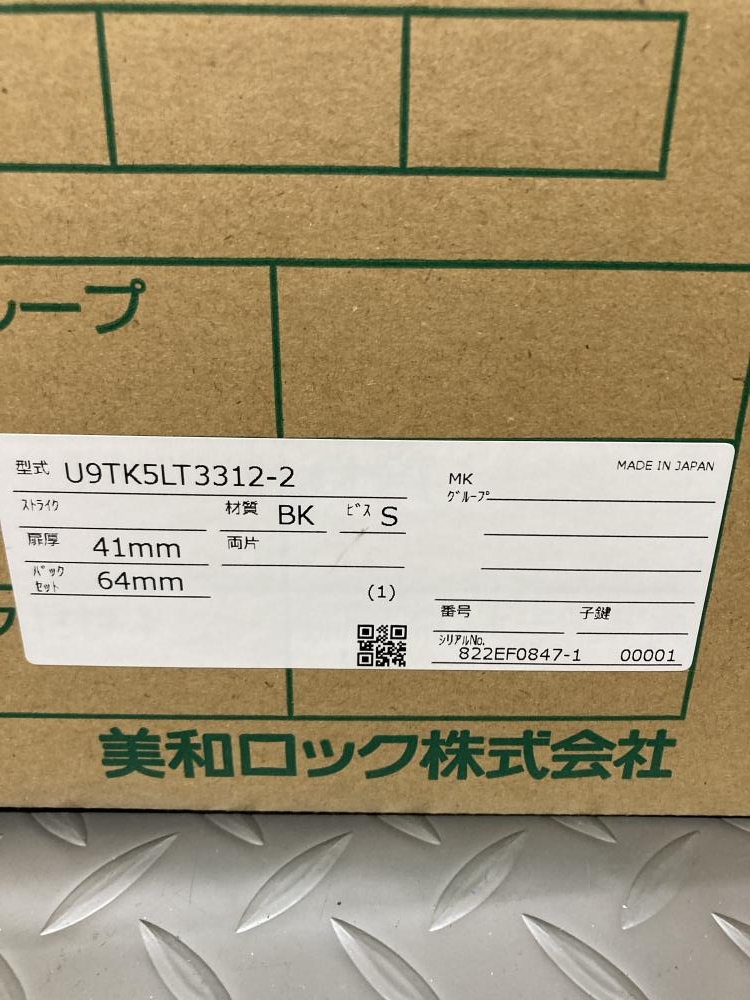 ループ
型式 U9TK5LT3312-2
ストライク
材質 BK ビス S
扉厚 41mm 両片
バックセット 64mm
(1)
MADE IN JAPAN
MK
グループ
番号 子鍵
シリアルNo. 822EF0847-1 00001
美和ロック株式会社